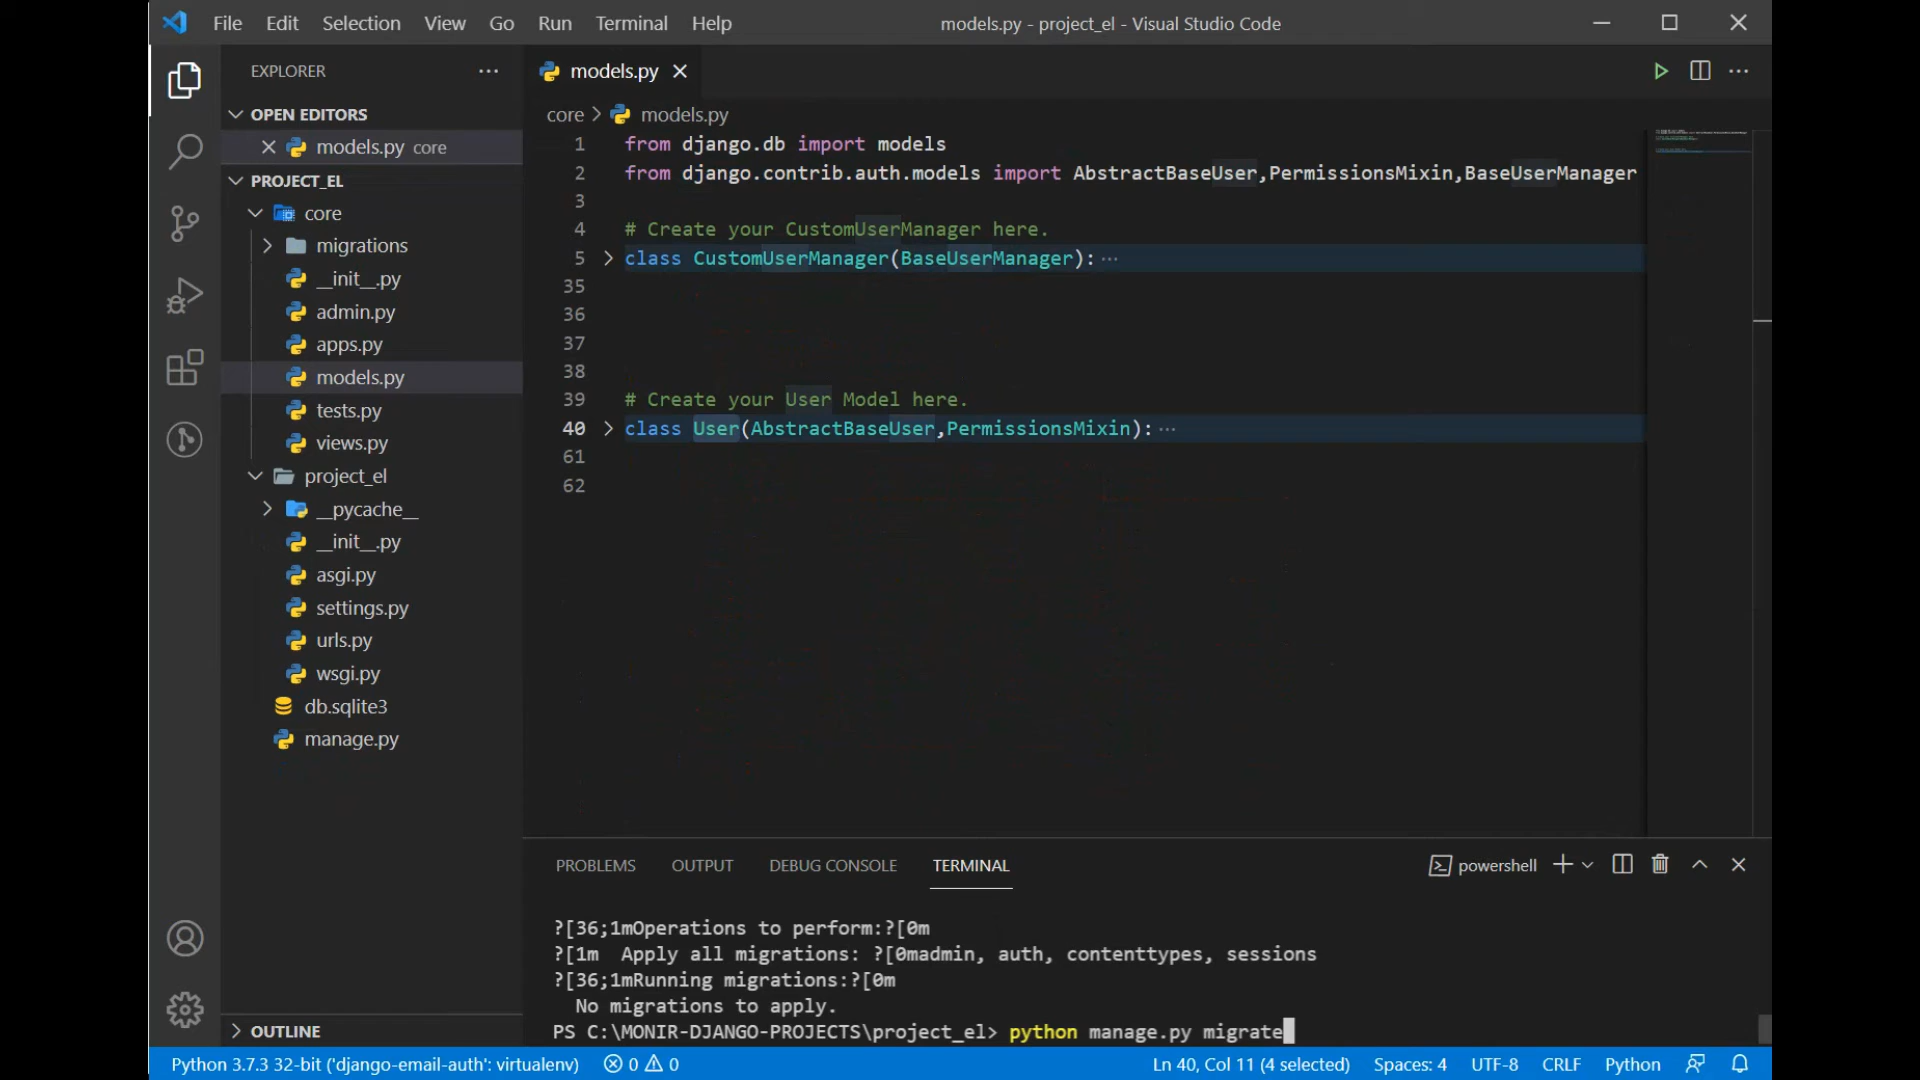 File Edit Selection View Go Run Terminal Help models.py - project_el - Visual Studio Code
EXPLORER ···
OPEN EDITORS
models.py core
PROJECT_EL
core
migrations
__init__.py
admin.py
apps.py
models.py
tests.py
views.py
project_el
__pycache__
__init__.py
asgi.py
settings.py
urls.py
wsgi.py
db.sqlite3
manage.py
OUTLINE
models.py
core > models.py
1 from django.db import models
2 from django.contrib.auth.models import AbstractBaseUser,PermissionsMixin,BaseUserManager
3
4 # Create your CustomUserManager here.
5 class CustomUserManager(BaseUserManager):···
35
36
37
38
39 # Create your User Model here.
40 class User(AbstractBaseUser,PermissionsMixin):···
61
62
PROBLEMS OUTPUT DEBUG CONSOLE TERMINAL powershell
?[36;1mOperations to perform:?[0m
?[1m  Apply all migrations: ?[0madmin, auth, contenttypes, sessions
?[36;1mRunning migrations:?[0m
No migrations to apply.
PS C:\MONIR-DJANGO-PROJECTS\project_el> python manage.py migrate
Python 3.7.3 32-bit ('django-email-auth': virtualenv) 0 0 Ln 40, Col 11 (4 selected) Spaces: 4 UTF-8 CRLF Python